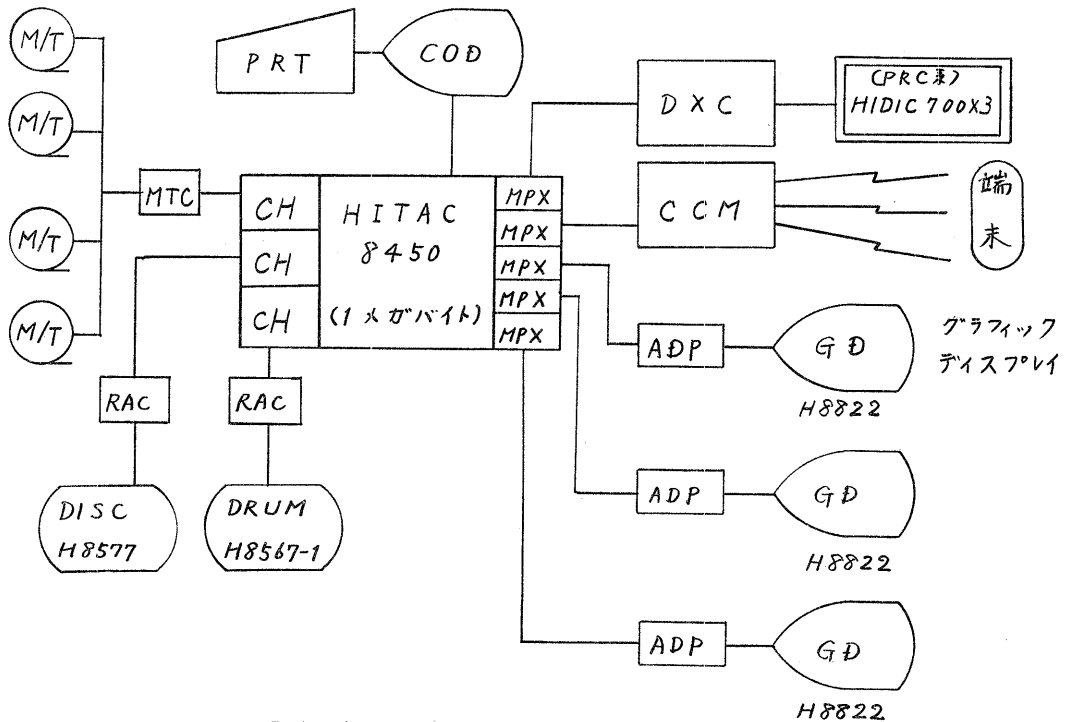 M/T
M/T
M/T
M/T
MTC
PRT
COD
CH
CH
CH
HITAC
8450
(1メガバイト)
MPX
MPX
MPX
MPX
MPX
DXC
(PRC系)
HIDIC 700X3
CCM
端
末
ADP
GD
H8822
グラフィック
ディスプレイ
ADP
GD
H8822
ADP
GD
H8822
RAC
RAC
DISC
H8577
DRUM
H8567-1